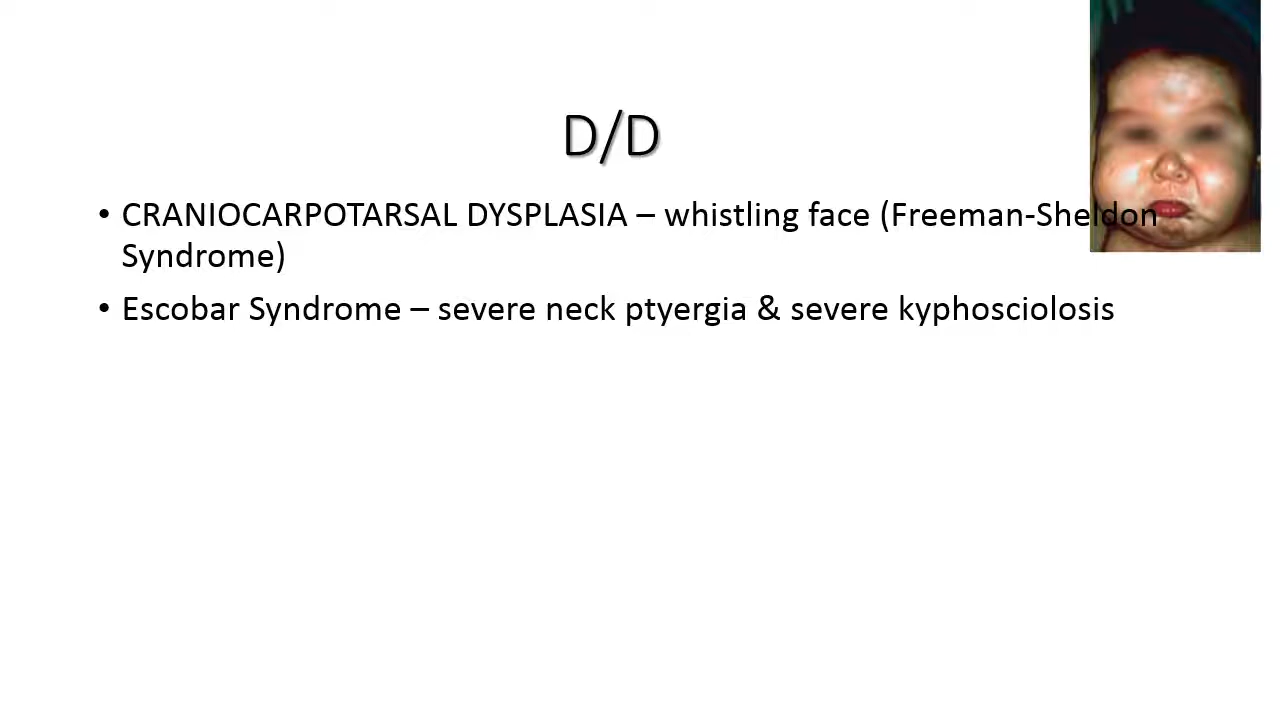 D/D
• CRANIOCARPOTARSAL DYSPLASIA – whistling face (Freeman-Sheldon
Syndrome)
• Escobar Syndrome – severe neck ptyergia & severe kyphosciolosis